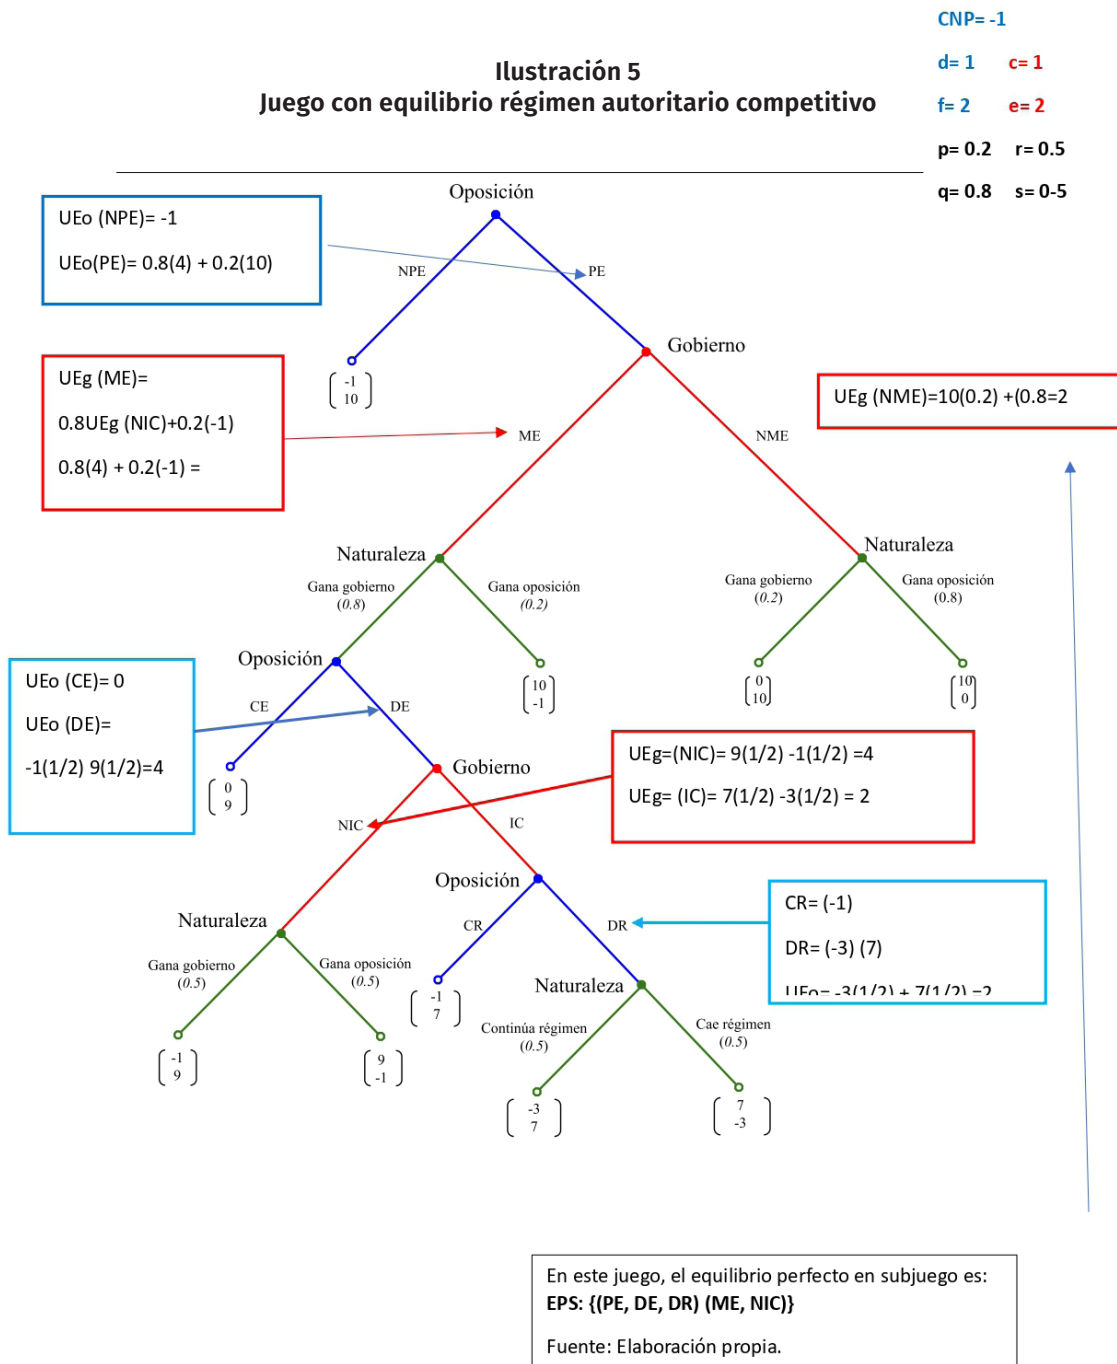 CNP= -1
d= 1 c= 1
f= 2 e= 2
p= 0.2 r= 0.5
q= 0.8 s= 0-5
Ilustración 5
Juego con equilibrio régimen autoritario competitivo
Oposición
UEo (NPE)= -1
UEo(PE)= 0.8(4) + 0.2(10)
NPE
PE
Gobierno
-1
10
UEg (ME)=
0.8UEg (NIC)+0.2(-1)
0.8(4) + 0.2(-1) =
UEg (NME)=10(0.2) +(0.8=2
ME
NME
Naturaleza
Gana gobierno
(0.8)
Gana oposición
(0.2)
Naturaleza
Gana gobierno
(0.2)
Gana oposición
(0.8)
Oposición
10
-1
0
10
10
0
UEo (CE)= 0
UEo (DE)=
-1(1/2) 9(1/2)=4
CE
DE
0
9
Gobierno
UEg=(NIC)= 9(1/2) -1(1/2) =4
UEg= (IC)= 7(1/2) -3(1/2) = 2
NIC
IC
Oposición
CR
DR
CR= (-1)
DR= (-3) (7)
UEo= -3(1/2) + 7(1/2) =2
Naturaleza
Gana gobierno
(0.5)
Gana oposición
(0.5)
-1
7
Naturaleza
Continúa régimen
(0.5)
Cae régimen
(0.5)
-1
9
9
-1
-3
7
7
-3
En este juego, el equilibrio perfecto en subjuego es:
EPS: {(PE, DE, DR) (ME, NIC)}
Fuente: Elaboración propia.